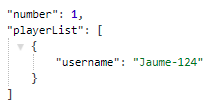 "number": 1,
"playerList": [
{
"username": "Jaume-124"
}
]